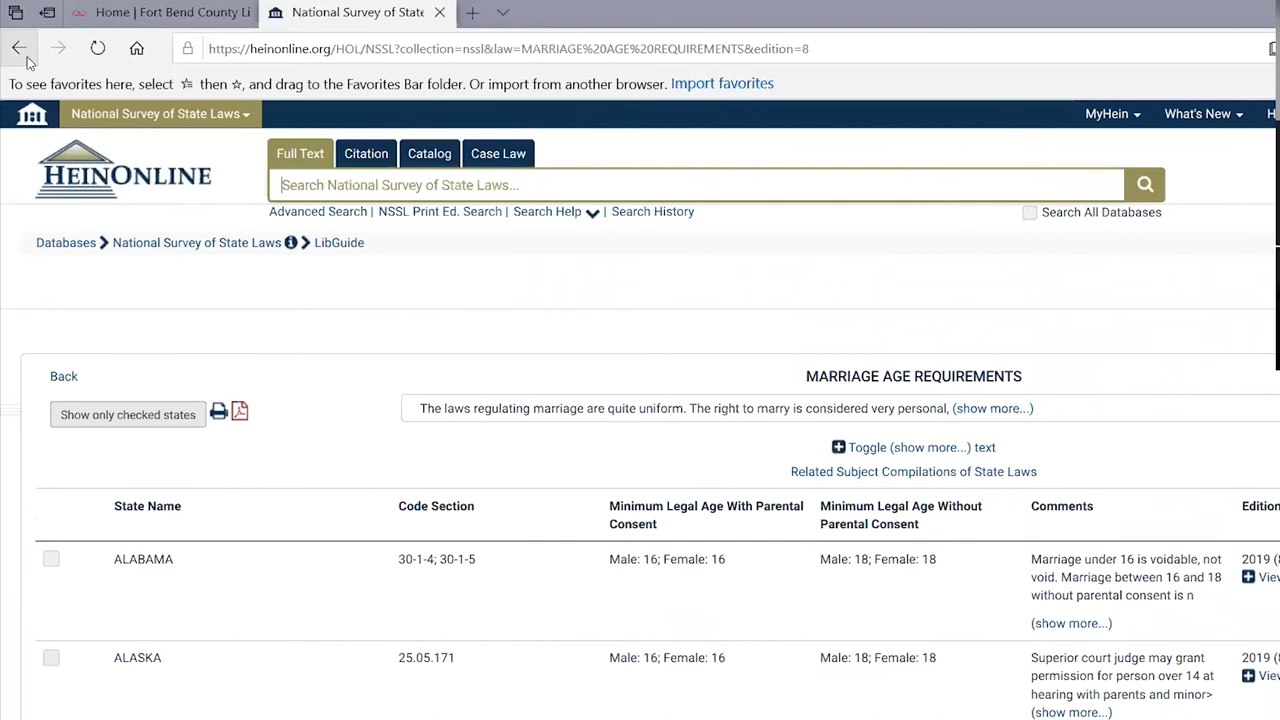 Home | Fort Bend County Li
National Survey of State
https://heinonline.org/HOL/NSSL?collection=nssl&law=MARRIAGE%20AGE%20REQUIREMENTS&edition=8
To see favorites here, select ☆ then ☆, and drag to the Favorites Bar folder. Or import from another browser. Import favorites
National Survey of State Laws
MyHein What's New H
HEINONLINE
Full Text Citation Catalog Case Law
Search National Survey of State Laws...
Advanced Search | NSSL Print Ed. Search | Search Help | Search History
Search All Databases
Databases National Survey of State Laws LibGuide
Back
MARRIAGE AGE REQUIREMENTS
Show only checked states
The laws regulating marriage are quite uniform. The right to marry is considered very personal, (show more...)
Toggle (show more...) text
Related Subject Compilations of State Laws
State Name Code Section Minimum Legal Age With Parental Consent Minimum Legal Age Without Parental Consent Comments Edition
ALABAMA 30-1-4; 30-1-5 Male: 16; Female: 16 Male: 18; Female: 18 Marriage under 16 is voidable, not 2019 (8
void. Marriage between 16 and 18 View
without parental consent is n
(show more...)
ALASKA 25.05.171 Male: 16; Female: 16 Male: 18; Female: 18 Superior court judge may grant 2019 (8
permission for person over 14 at View
hearing with parents and minor>
(show more...)